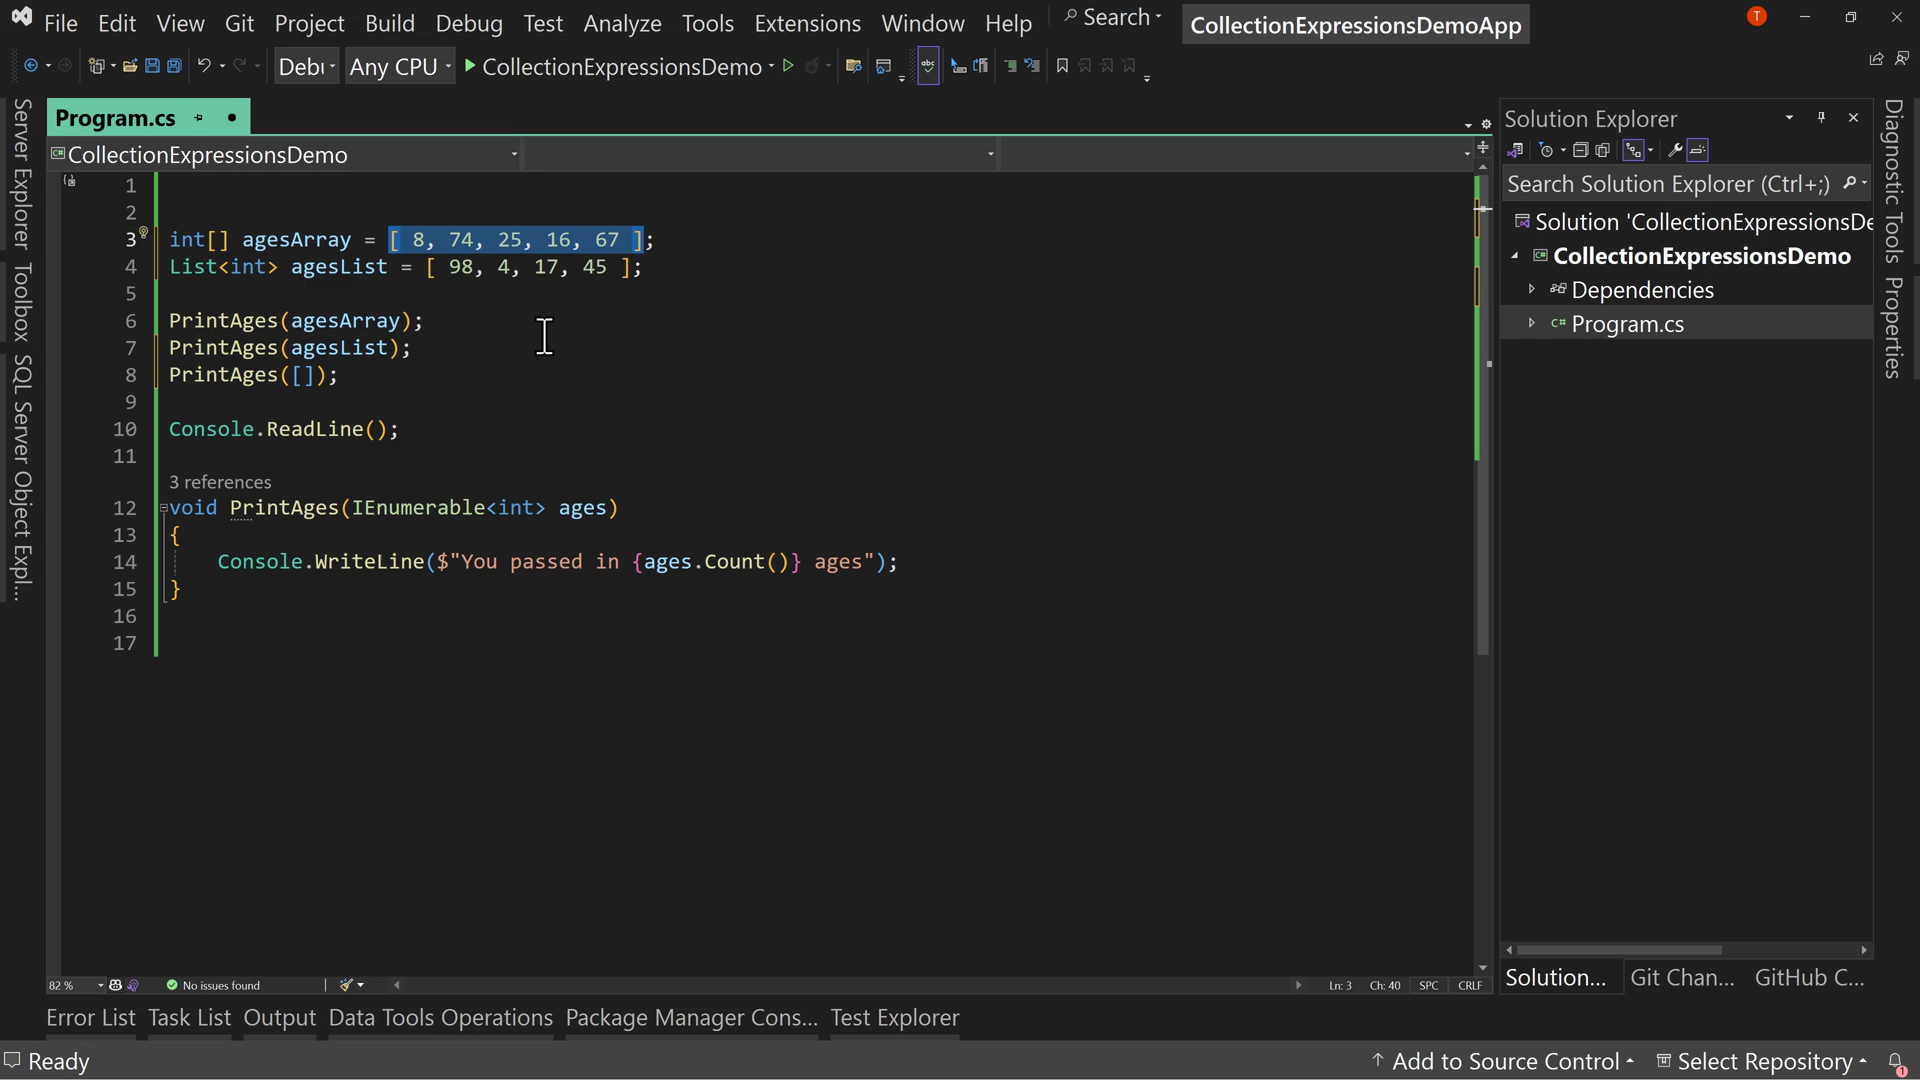 File Edit View Git Project Build Debug Test Analyze Tools Extensions Window Help Search CollectionExpressionsDemoApp T
Debu Any CPU CollectionExpressionsDemo
Program.cs
CollectionExpressionsDemo
1
2
3 int[] agesArray = [ 8, 74, 25, 16, 67 ];
4 List<int> agesList = [ 98, 4, 17, 45 ];
5
6 PrintAges(agesArray);
7 PrintAges(agesList);
8 PrintAges([]);
9
10 Console.ReadLine();
11
3 references
12 void PrintAges(IEnumerable<int> ages)
13 {
14 Console.WriteLine($"You passed in {ages.Count()} ages");
15 }
16
17
82 % No issues found Ln: 3 Ch: 40 SPC CRLF
Server Explorer
Toolbox
SQL Server Object Expl...
Solution Explorer
Search Solution Explorer (Ctrl+;)
Solution 'CollectionExpressionsDe
CollectionExpressionsDemo
Dependencies
C# Program.cs
Solution... Git Chan... GitHub C...
Diagnostic Tools
Properties
Error List Task List Output Data Tools Operations Package Manager Cons... Test Explorer
Ready Add to Source Control Select Repository 1